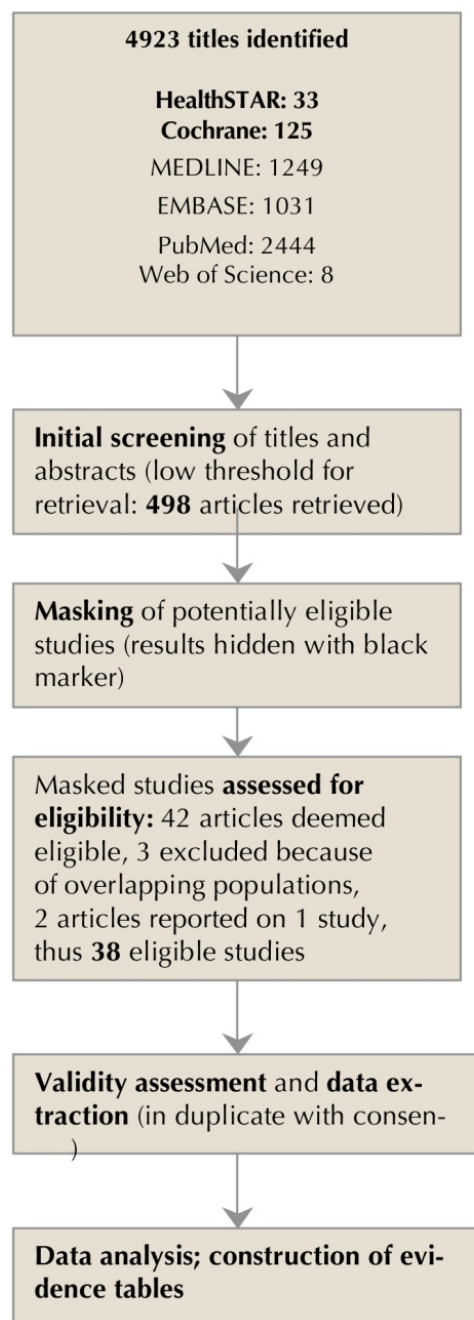 4923 titles identified
HealthSTAR: 33
Cochrane: 125
MEDLINE: 1249
EMBASE: 1031
PubMed: 2444
Web of Science: 8
Initial screening of titles and
abstracts (low threshold for
retrieval: 498 articles retrieved)
Masking of potentially eligible
studies (results hidden with black
marker)
Masked studies assessed for
eligibility: 42 articles deemed
eligible, 3 excluded because
of overlapping populations,
2 articles reported on 1 study,
thus 38 eligible studies
Validity assessment and data ex-
traction (in duplicate with consen-
)
Data analysis; construction of evi-
dence tables